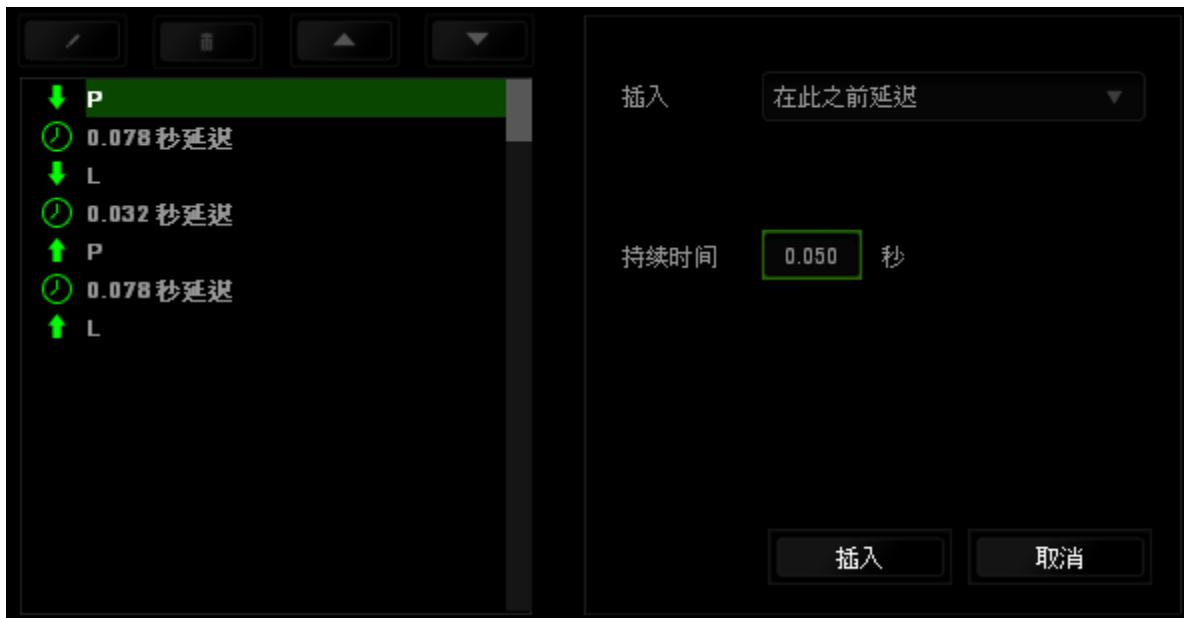 P
0.078 秒延迟
L
0.032 秒延迟
P
0.078 秒延迟
L
插入 在此之前延迟
持续时间 0.050 秒
插入 取消